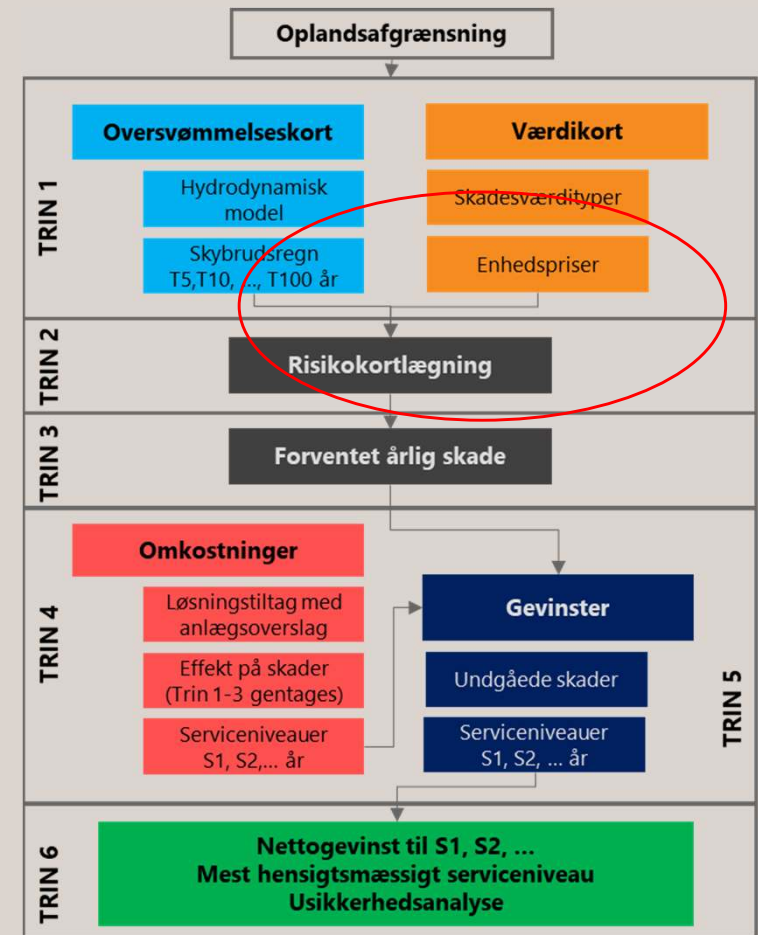 Oplandsafgrænsning
TRIN 1
Oversvømmelseskort
Hydrodynamisk
model
Skybrudsregn
T5,T10, ..., T100 år
Værdikort
Skadesværdityper
Enhedspriser
TRIN 2
Risikokortlægning
TRIN 3
Forventet årlig skade
TRIN 4
Omkostninger
Løsningstiltag med
anlægsoverslag
Effekt på skader
(Trin 1-3 gentages)
Serviceniveauer
S1, S2,... år
Gevinster
Undgåede skader
Serviceniveauer
S1, S2, ... år
TRIN 5
TRIN 6
Nettogevinst til S1, S2, ...
Mest hensigtsmæssigt serviceniveau
Usikkerhedsanalyse